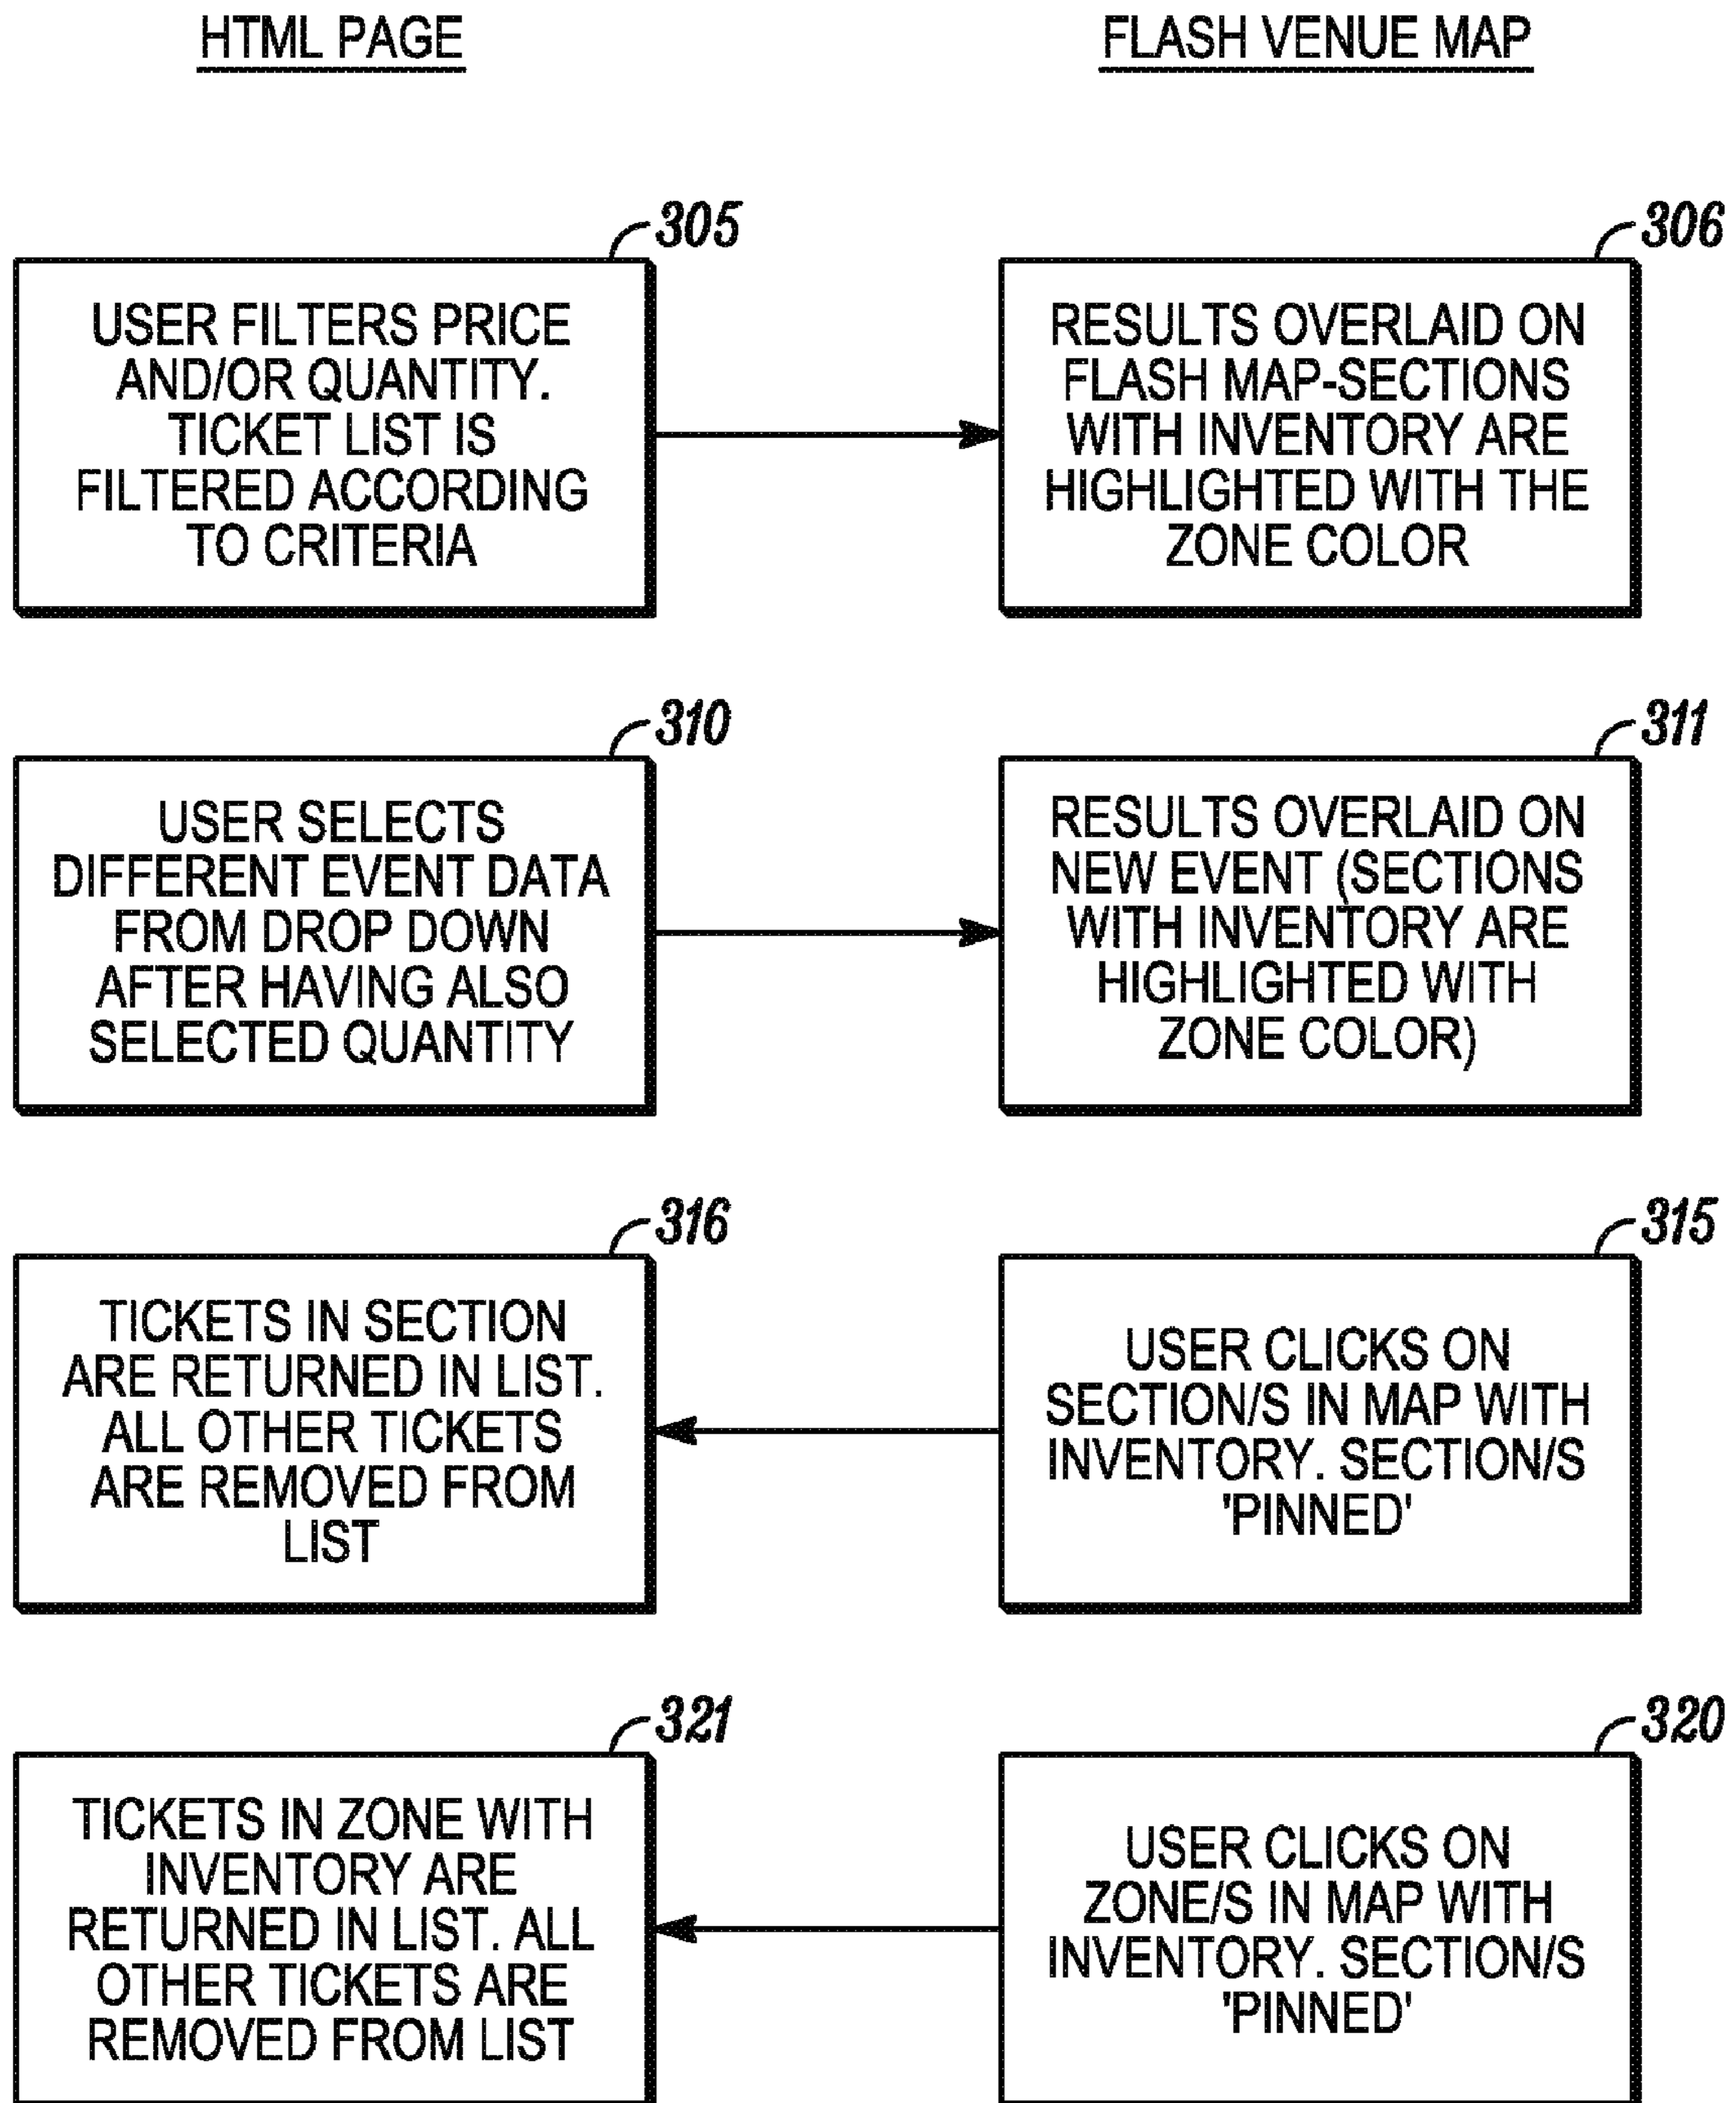 HTML PAGE
FLASH VENUE MAP
305
USER FILTERS PRICE
AND/OR QUANTITY.
TICKET LIST IS
FILTERED ACCORDING
TO CRITERIA
306
RESULTS OVERLAID ON
FLASH MAP-SECTIONS
WITH INVENTORY ARE
HIGHLIGHTED WITH THE
ZONE COLOR
310
USER SELECTS
DIFFERENT EVENT DATA
FROM DROP DOWN
AFTER HAVING ALSO
SELECTED QUANTITY
311
RESULTS OVERLAID ON
NEW EVENT (SECTIONS
WITH INVENTORY ARE
HIGHLIGHTED WITH
ZONE COLOR)
316
TICKETS IN SECTION
ARE RETURNED IN LIST.
ALL OTHER TICKETS
ARE REMOVED FROM
LIST
315
USER CLICKS ON
SECTION/S IN MAP WITH
INVENTORY. SECTION/S
'PINNED'
321
TICKETS IN ZONE WITH
INVENTORY ARE
RETURNED IN LIST. ALL
OTHER TICKETS ARE
REMOVED FROM LIST
320
USER CLICKS ON
ZONE/S IN MAP WITH
INVENTORY. SECTION/S
'PINNED'